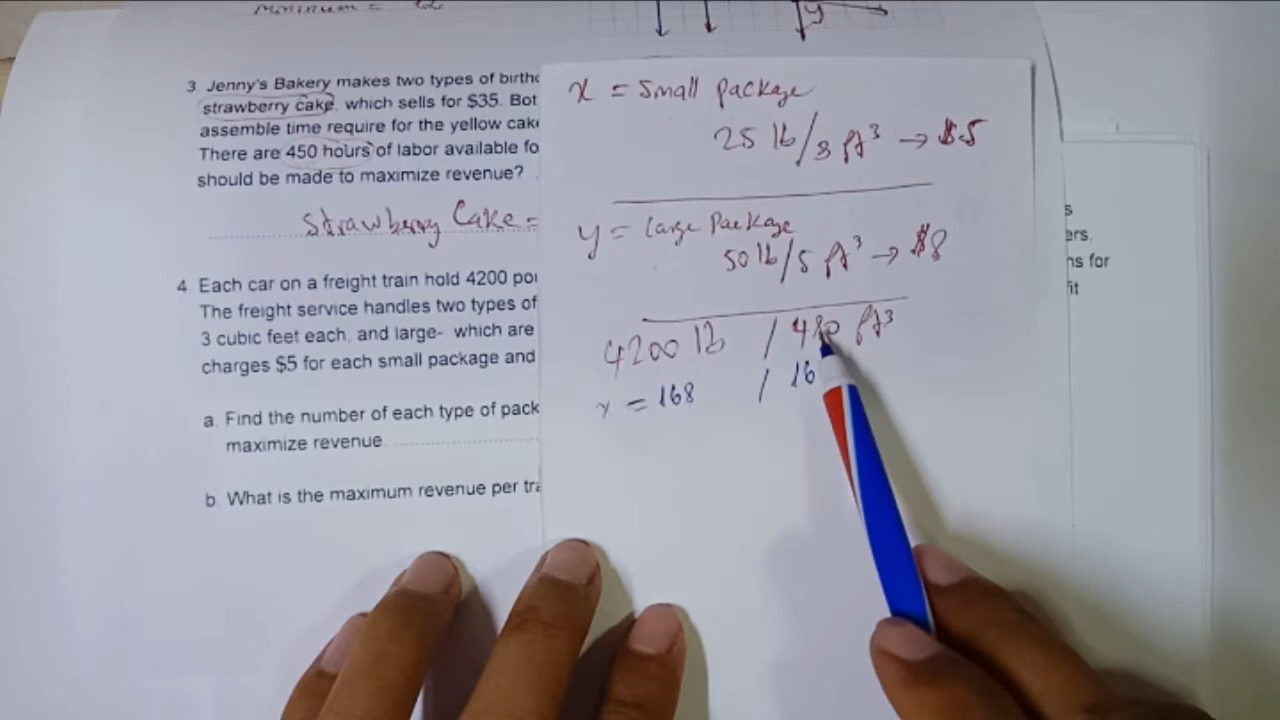 3 Jenny's Bakery makes two types of birth
strawberry cake, which sells for $35. Bot
assemble time require for the yellow cak
There are 450 hours of labor available fo
should be made to maximize revenue?
Strawberry Cake =
4 Each car on a freight train hold 4200 po
The freight service handles two types of
3 cubic feet each, and large- which are
charges $5 for each small package and
a. Find the number of each type of pack
maximize revenue.
b. What is the maximum revenue per tra
x = Small package
25 lb/3 ft³ → $5
y = Large Package
50 lb/5 ft³ → $8
4200 lb / 480 ft³
x = 168 / 16
s
ers,
ns for
fit